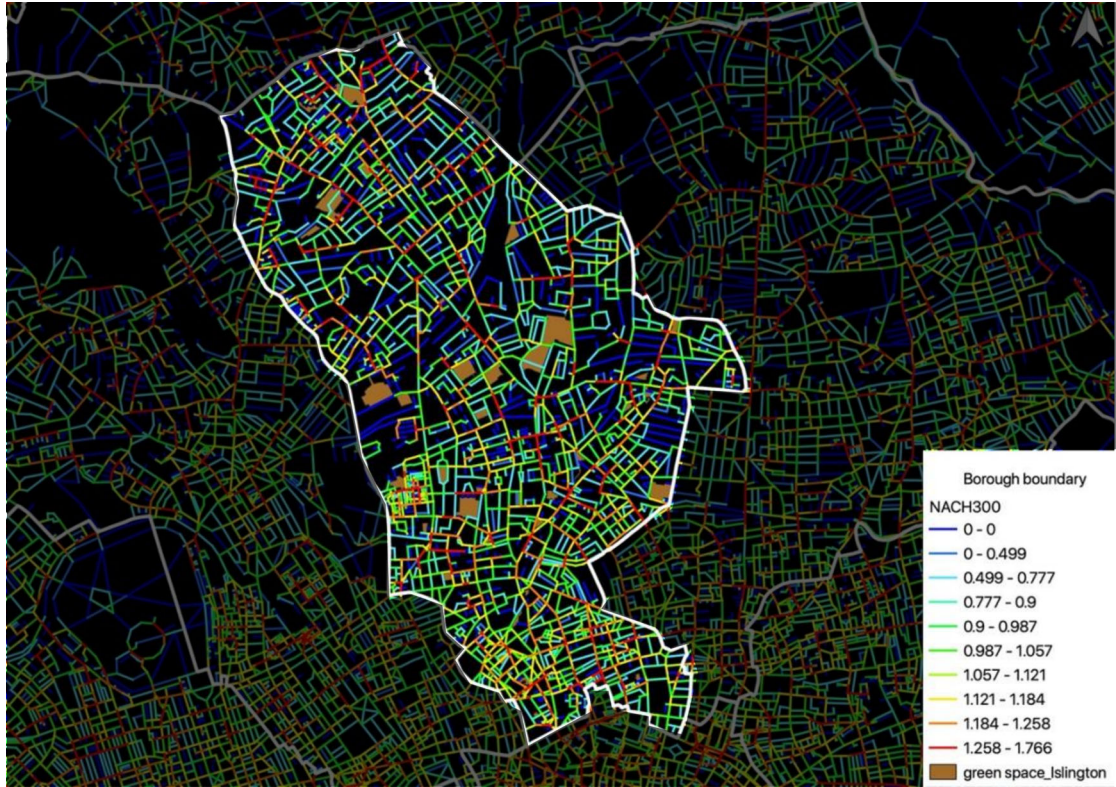 Borough boundary
NACH300
0 - 0
0 - 0.499
0.499 - 0.777
0.777 - 0.9
0.9 - 0.987
0.987 - 1.057
1.057 - 1.121
1.121 - 1.184
1.184 - 1.258
1.258 - 1.766
green space_Islington